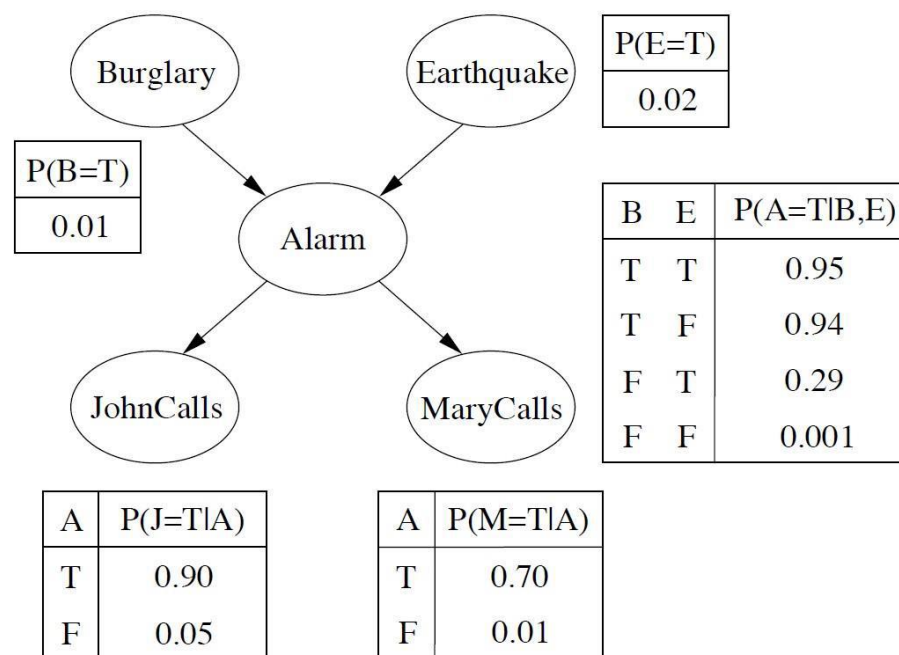 Burglary
Earthquake
P(E=T)
0.02
P(B=T)
0.01
Alarm
B E P(A=T|B,E)
T T 0.95
T F 0.94
F T 0.29
F F 0.001
JohnCalls
MaryCalls
A P(J=T|A)
T 0.90
F 0.05
A P(M=T|A)
T 0.70
F 0.01